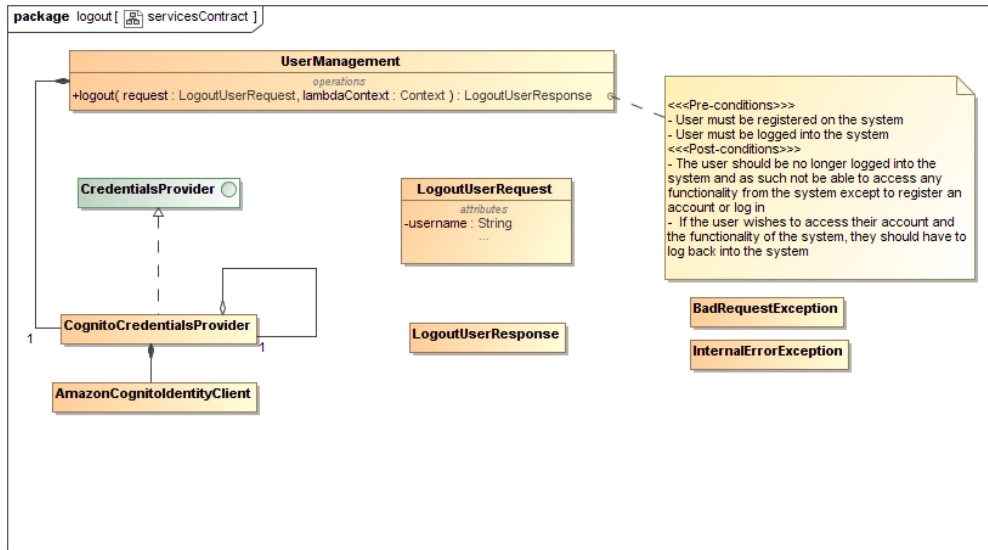 package logout[ servicesContract ]
UserManagement
operations
+logout( request : LogoutUserRequest, lambdaContext : Context ) : LogoutUserResponse
<<<Pre-conditions>>>
- User must be registered on the system
- User must be logged into the system
<<<Post-conditions>>>
- The user should be no longer logged into the
system and as such not be able to access any
functionality from the system except to register an
account or log in
- If the user wishes to access their account and
the functionality of the system, they should have to
log back into the system
CredentialsProvider
LogoutUserRequest
attributes
-username : String
...
CognitoCredentialsProvider
1
1
LogoutUserResponse
BadRequestException
InternalErrorException
AmazonCognitoIdentityClient